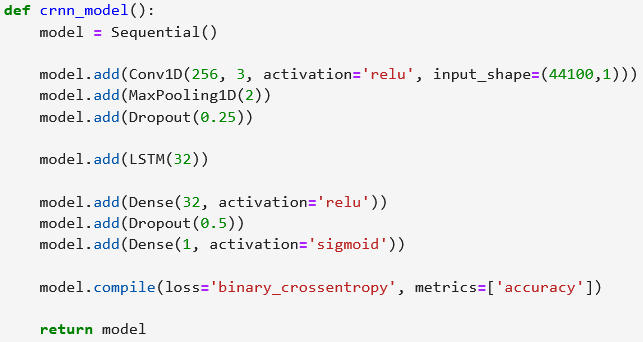 def crnn_model():
    model = Sequential()
    model.add(Conv1D(256, 3, activation='relu', input_shape=(44100,1)))
    model.add(MaxPooling1D(2))
    model.add(Dropout(0.25))
    model.add(LSTM(32))
    model.add(Dense(32, activation='relu'))
    model.add(Dropout(0.5))
    model.add(Dense(1, activation='sigmoid'))
    model.compile(loss='binary_crossentropy', metrics=['accuracy'])
    return model